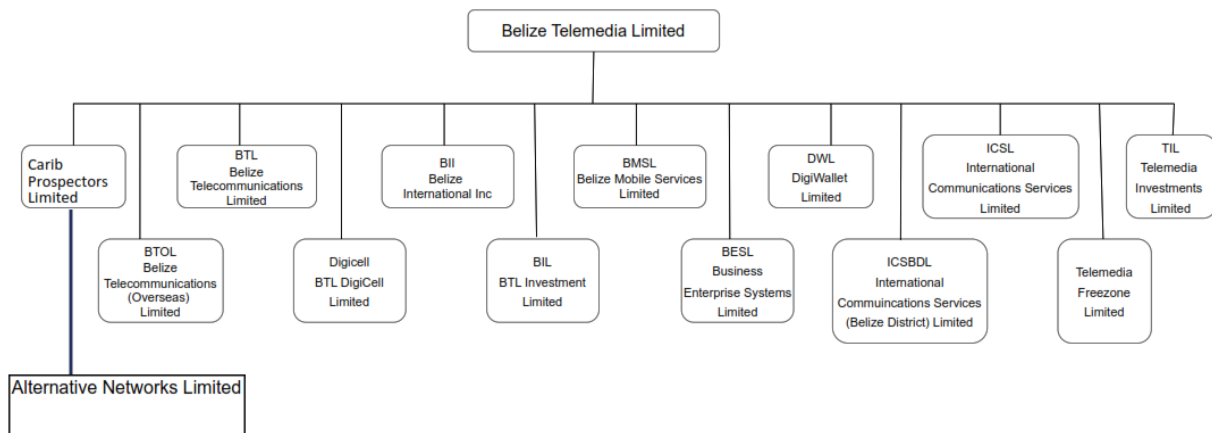 Belize Telemedia Limited
Carib
Prospectors
Limited
BTL
Belize
Telecommunications
Limited
BII
Belize
International Inc
BMSL
Belize Mobile Services
Limited
DWL
DigiWallet
Limited
ICSL
International
Communications Services
Limited
TIL
Telemedia
Investments
Limited
BTOL
Belize
Telecommunications
(Overseas)
Limited
Digicell
BTL DigiCell
Limited
BIL
BTL Investment
Limited
BESL
Business
Enterprise Systems
Limited
ICSBDL
International
Commuincations Services
(Belize District) Limited
Telemedia
Freezone
Limited
Alternative Networks Limited